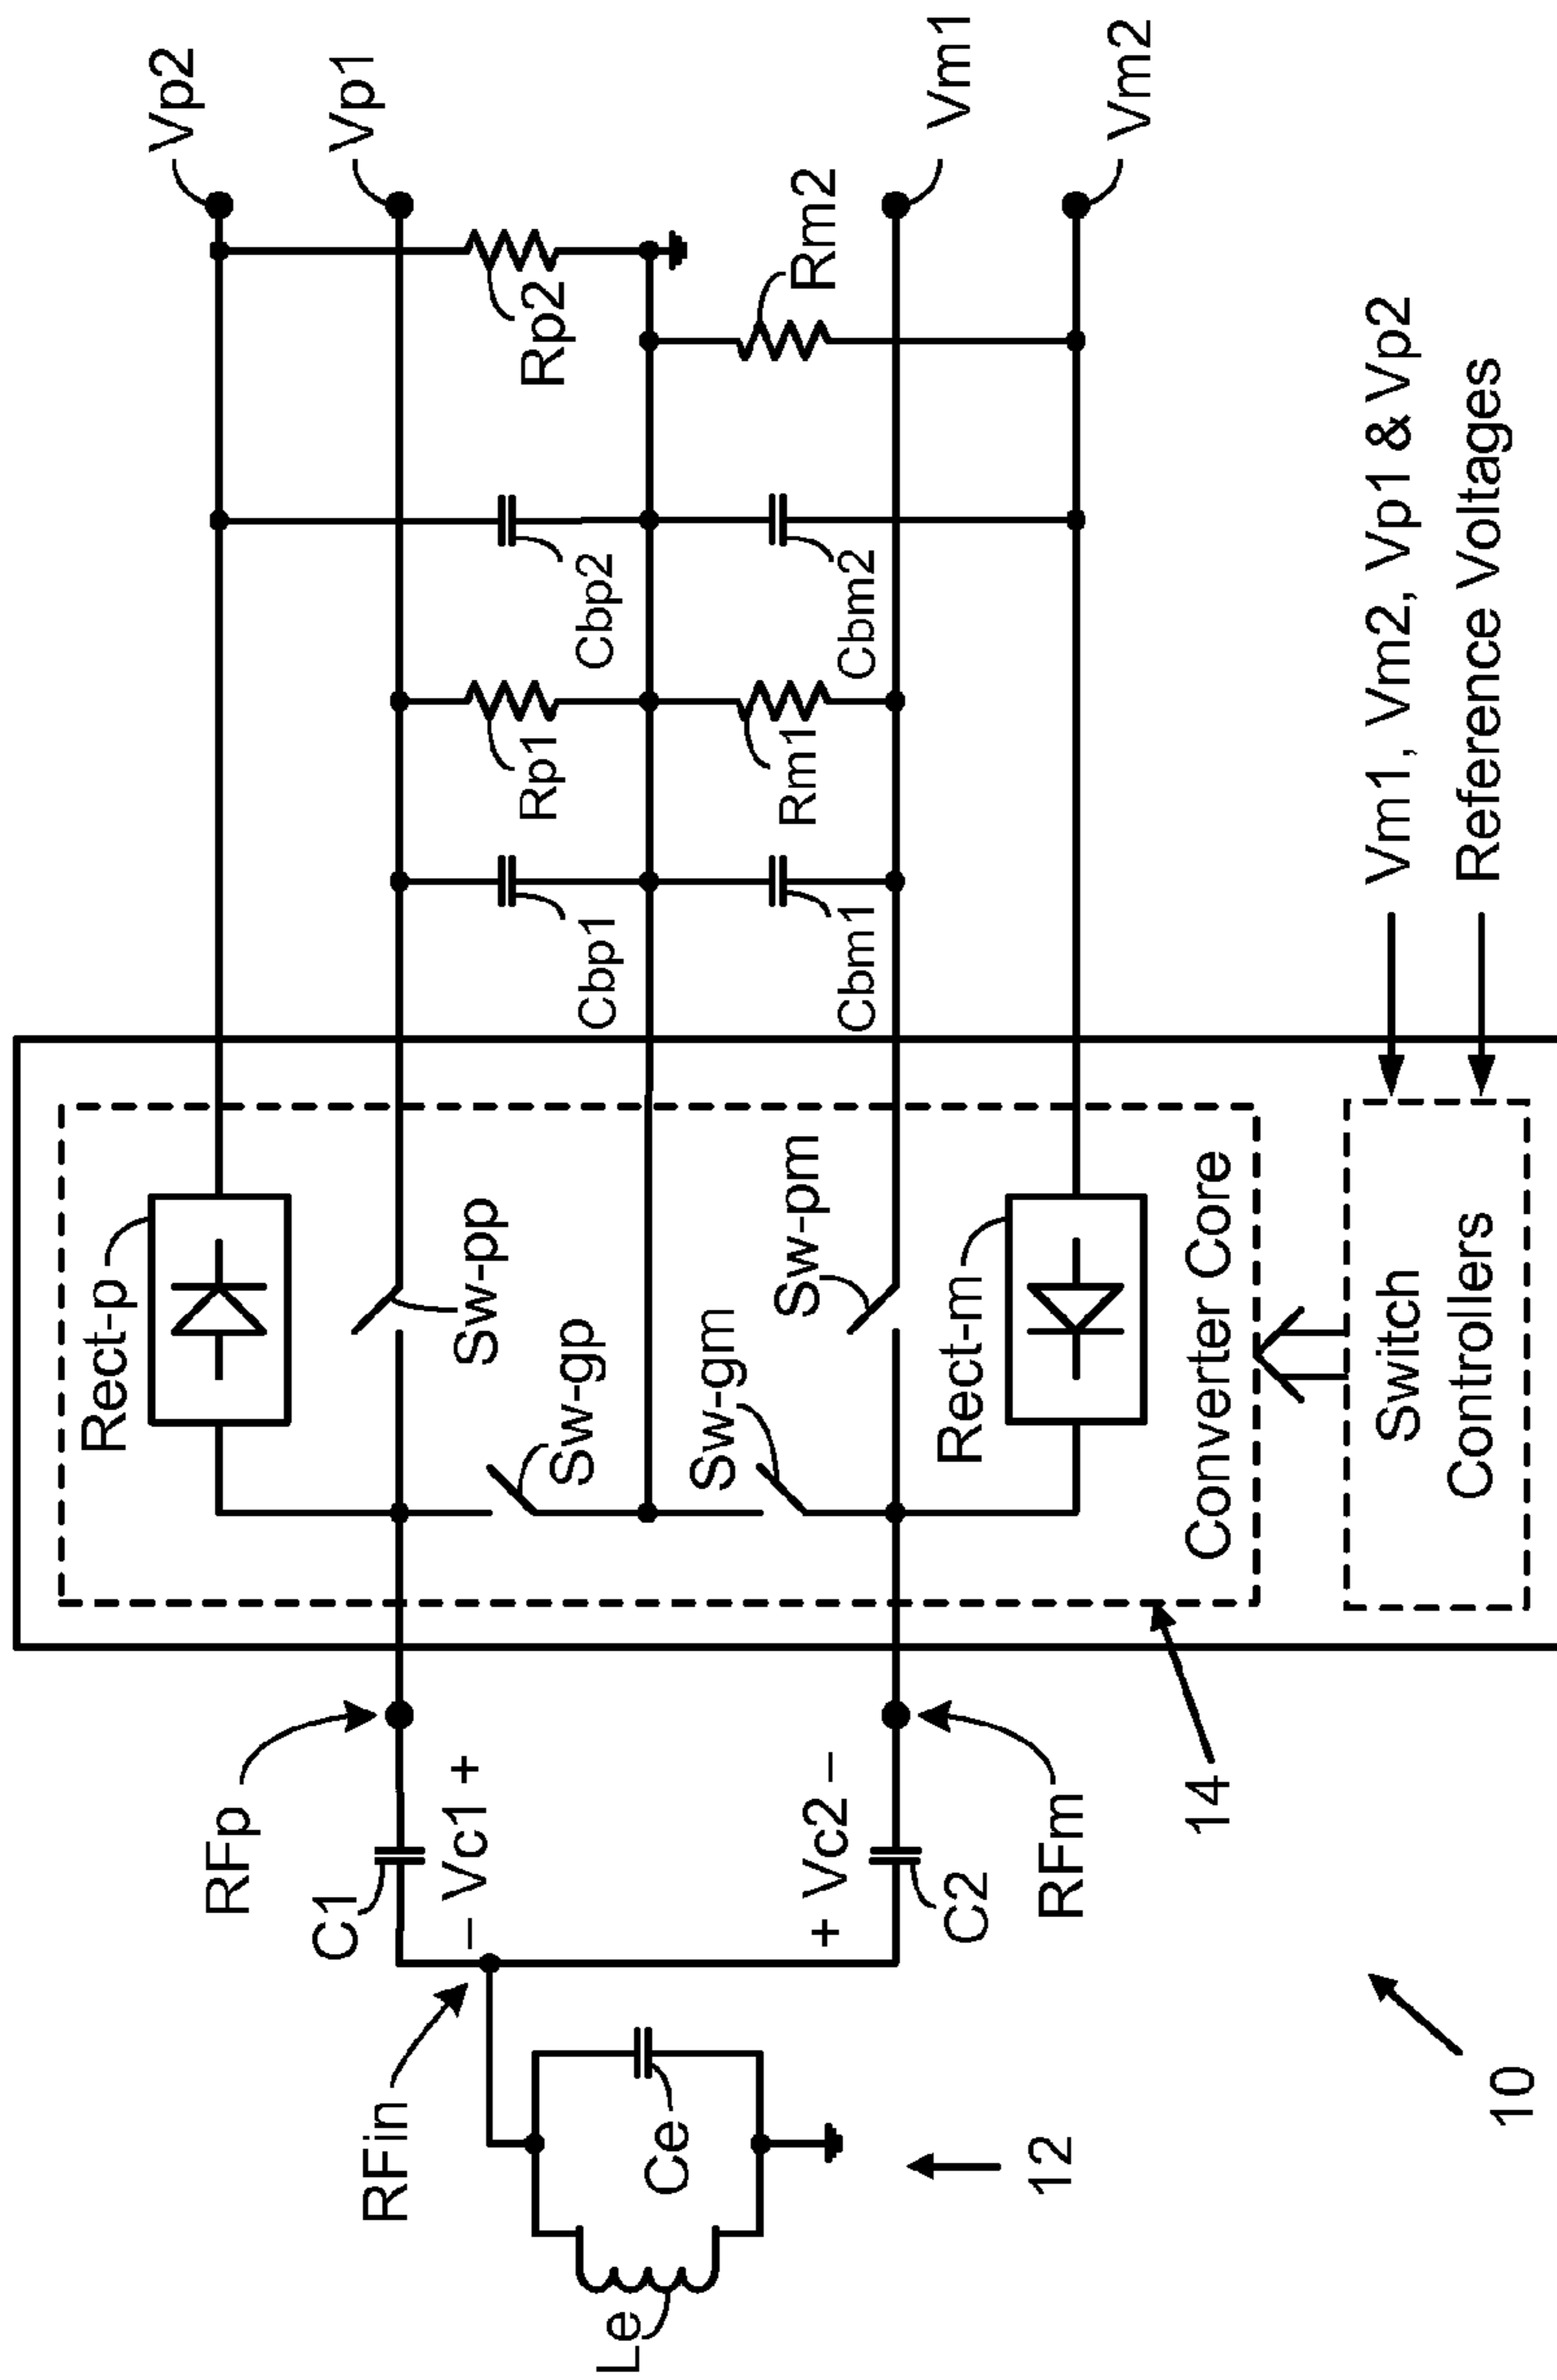 Vp2
Vp1
Vm1
Vm2
Rp2
Rm2
Cbp2
Cbm2
Rp1
Rm1
Cbp1
Cbm1
Vm1, Vm2, Vp1 & Vp2
Reference Voltages
Rect-p
Sw-pp
Sw-gp
Sw-gm
Sw-pm
Rect-m
Converter Core
Switch
Controllers
RFp
C1
− Vc1 +
+ Vc2 −
C2
RFm
14
RFin
Ce
Le
12
10